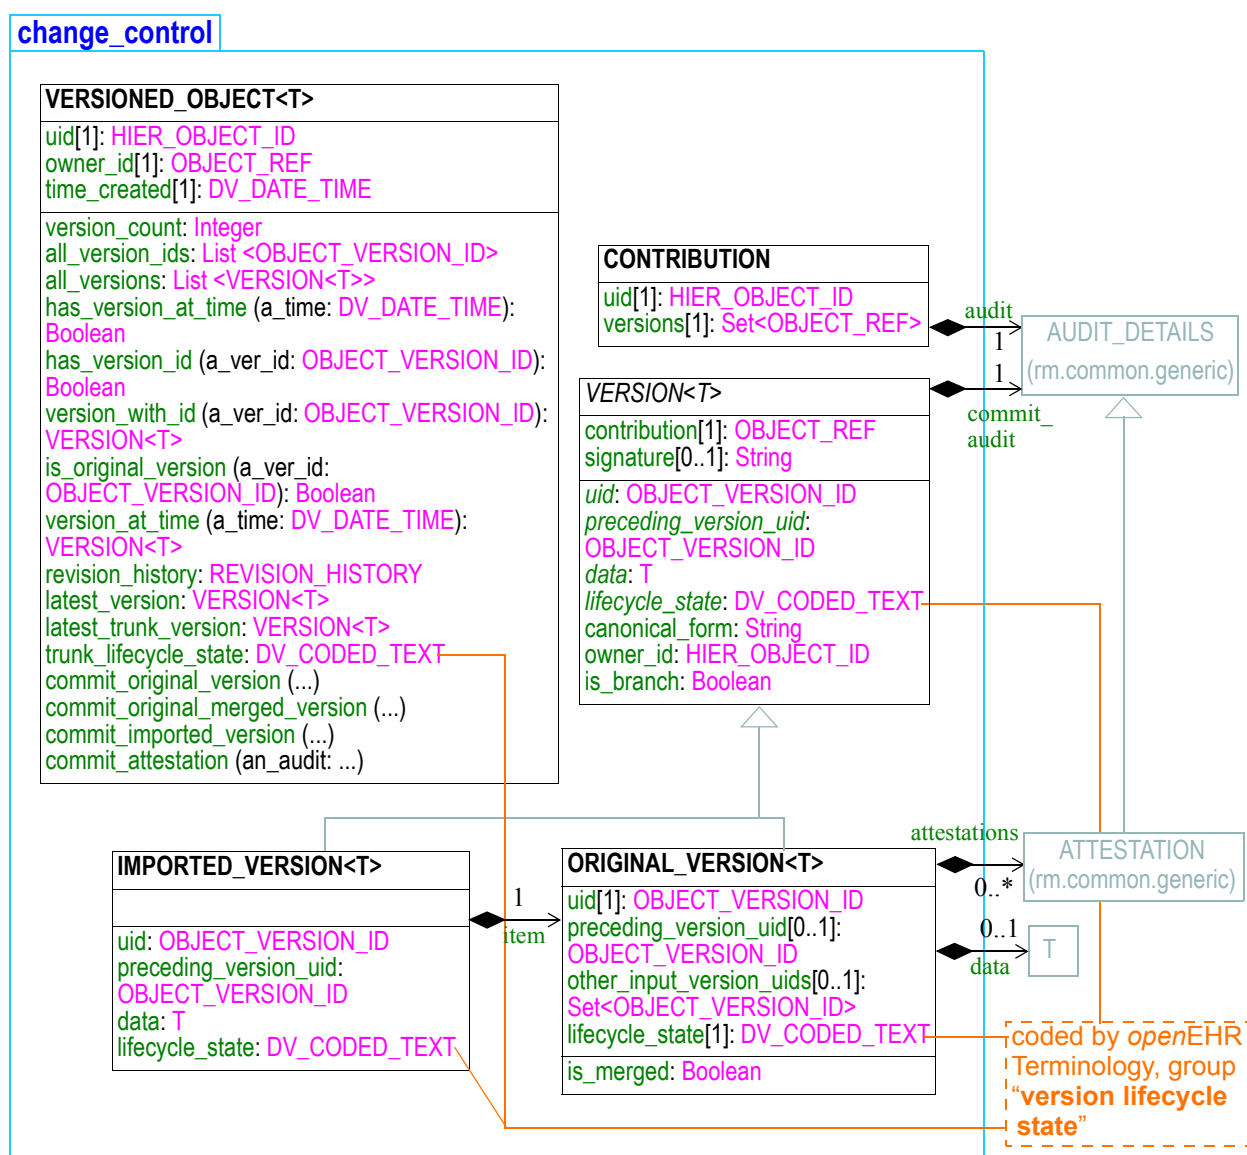 change_control
VERSIONED_OBJECT<T>
uid[1]: HIER_OBJECT_ID
owner_id[1]: OBJECT_REF
time_created[1]: DV_DATE_TIME
version_count: Integer
all_version_ids: List <OBJECT_VERSION_ID>
all_versions: List <VERSION<T>>
has_version_at_time (a_time: DV_DATE_TIME):
Boolean
has_version_id (a_ver_id: OBJECT_VERSION_ID):
Boolean
version_with_id (a_ver_id: OBJECT_VERSION_ID):
VERSION<T>
is_original_version (a_ver_id:
OBJECT_VERSION_ID): Boolean
version_at_time (a_time: DV_DATE_TIME):
VERSION<T>
revision_history: REVISION_HISTORY
latest_version: VERSION<T>
latest_trunk_version: VERSION<T>
trunk_lifecycle_state: DV_CODED_TEXT
commit_original_version (...)
commit_original_merged_version (...)
commit_imported_version (...)
commit_attestation (an_audit: ...)
CONTRIBUTION
uid[1]: HIER_OBJECT_ID
versions[1]: Set<OBJECT_REF>
audit
1
AUDIT_DETAILS
(rm.common.generic)
1
commit_
audit
VERSION<T>
contribution[1]: OBJECT_REF
signature[0..1]: String
uid: OBJECT_VERSION_ID
preceding_version_uid:
OBJECT_VERSION_ID
data: T
lifecycle_state: DV_CODED_TEXT
canonical_form: String
owner_id: HIER_OBJECT_ID
is_branch: Boolean
IMPORTED_VERSION<T>
uid: OBJECT_VERSION_ID
preceding_version_uid:
OBJECT_VERSION_ID
data: T
lifecycle_state: DV_CODED_TEXT
1
item
ORIGINAL_VERSION<T>
uid[1]: OBJECT_VERSION_ID
preceding_version_uid[0..1]:
OBJECT_VERSION_ID
other_input_version_uids[0..1]:
Set<OBJECT_VERSION_ID>
lifecycle_state[1]: DV_CODED_TEXT
is_merged: Boolean
attestations
0..*
ATTESTATION
(rm.common.generic)
0..1
data
T
coded by openEHR
Terminology, group
“version lifecycle
state”